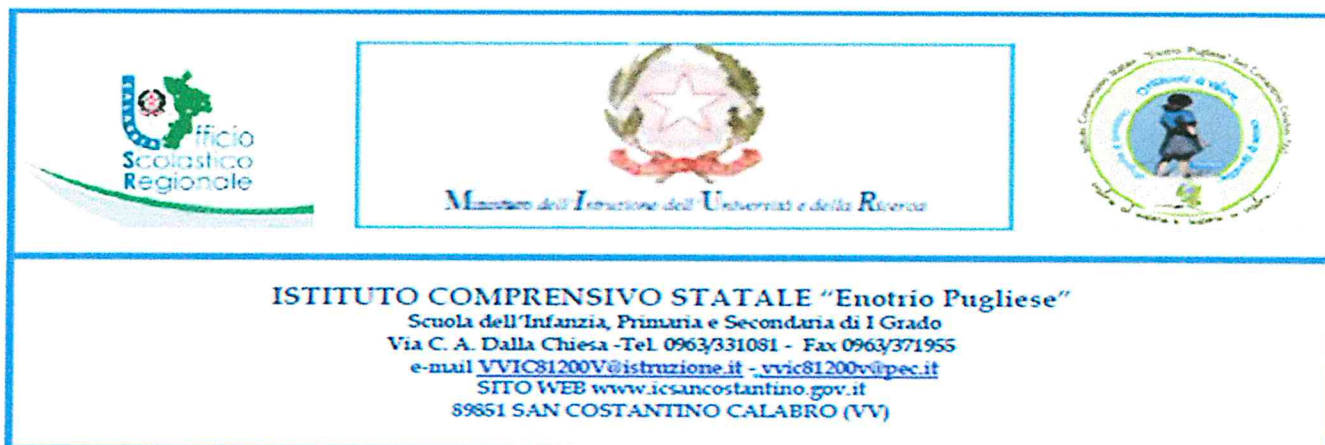 CALABRIA
Ufficio
Scolastico
Regionale
Ministero dell'Istruzione dell'Università e della Ricerca
ISTITUTO COMPRENSIVO STATALE "Enotrio Pugliese"
Scuola dell'Infanzia, Primaria e Secondaria di I Grado
Via C. A. Dalla Chiesa -Tel. 0963/331081 - Fax 0963/371955
e-mail VVIC81200V@istruzione.it - vvic81200v@pec.it
SITO WEB www.icsancostantino.gov.it
89851 SAN COSTANTINO CALABRO (VV)